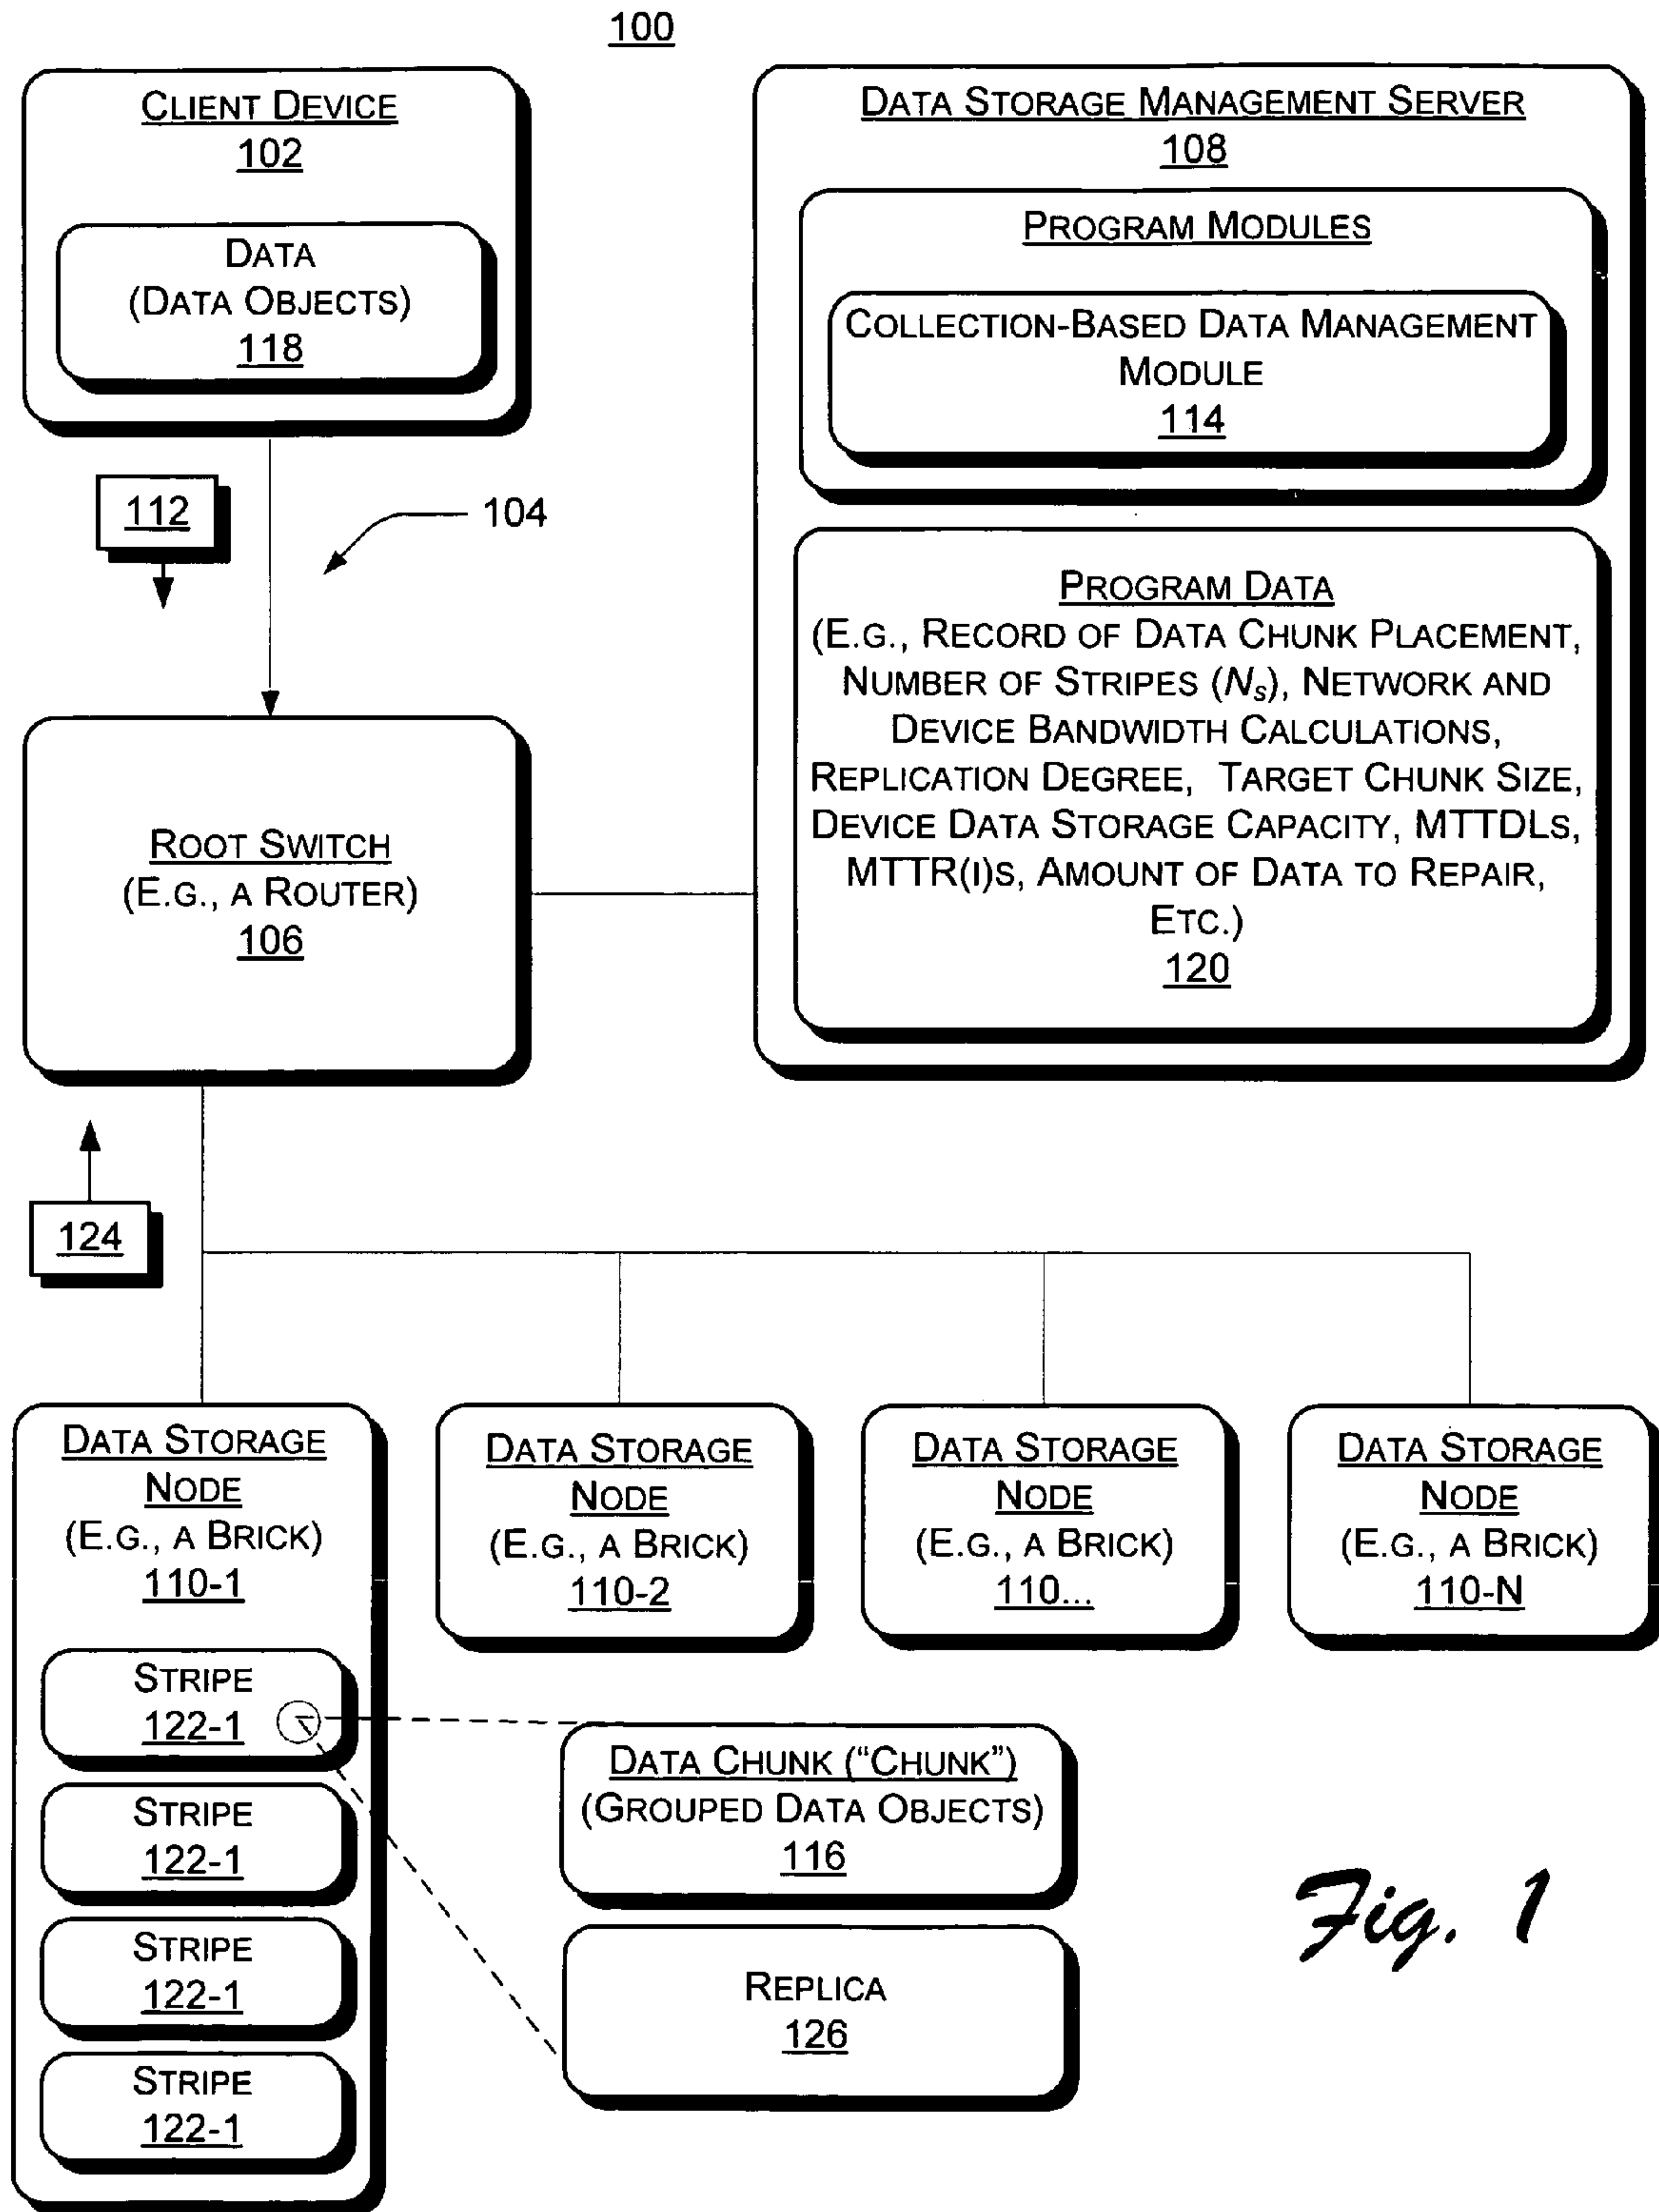 100
CLIENT DEVICE
102
DATA
(DATA OBJECTS)
118
DATA STORAGE MANAGEMENT SERVER
108
PROGRAM MODULES
COLLECTION-BASED DATA MANAGEMENT
MODULE
114
112
104
PROGRAM DATA
(E.G., RECORD OF DATA CHUNK PLACEMENT,
NUMBER OF STRIPES (Ns), NETWORK AND
DEVICE BANDWIDTH CALCULATIONS,
REPLICATION DEGREE, TARGET CHUNK SIZE,
DEVICE DATA STORAGE CAPACITY, MTTDLS,
MTTR(I)S, AMOUNT OF DATA TO REPAIR,
ETC.)
120
ROOT SWITCH
(E.G., A ROUTER)
106
124
DATA STORAGE
NODE
(E.G., A BRICK)
110-1
STRIPE
122-1
STRIPE
122-1
STRIPE
122-1
STRIPE
122-1
DATA STORAGE
NODE
(E.G., A BRICK)
110-2
DATA STORAGE
NODE
(E.G., A BRICK)
110...
DATA STORAGE
NODE
(E.G., A BRICK)
110-N
DATA CHUNK (“CHUNK”)
(GROUPED DATA OBJECTS)
116
REPLICA
126
Fig. 1